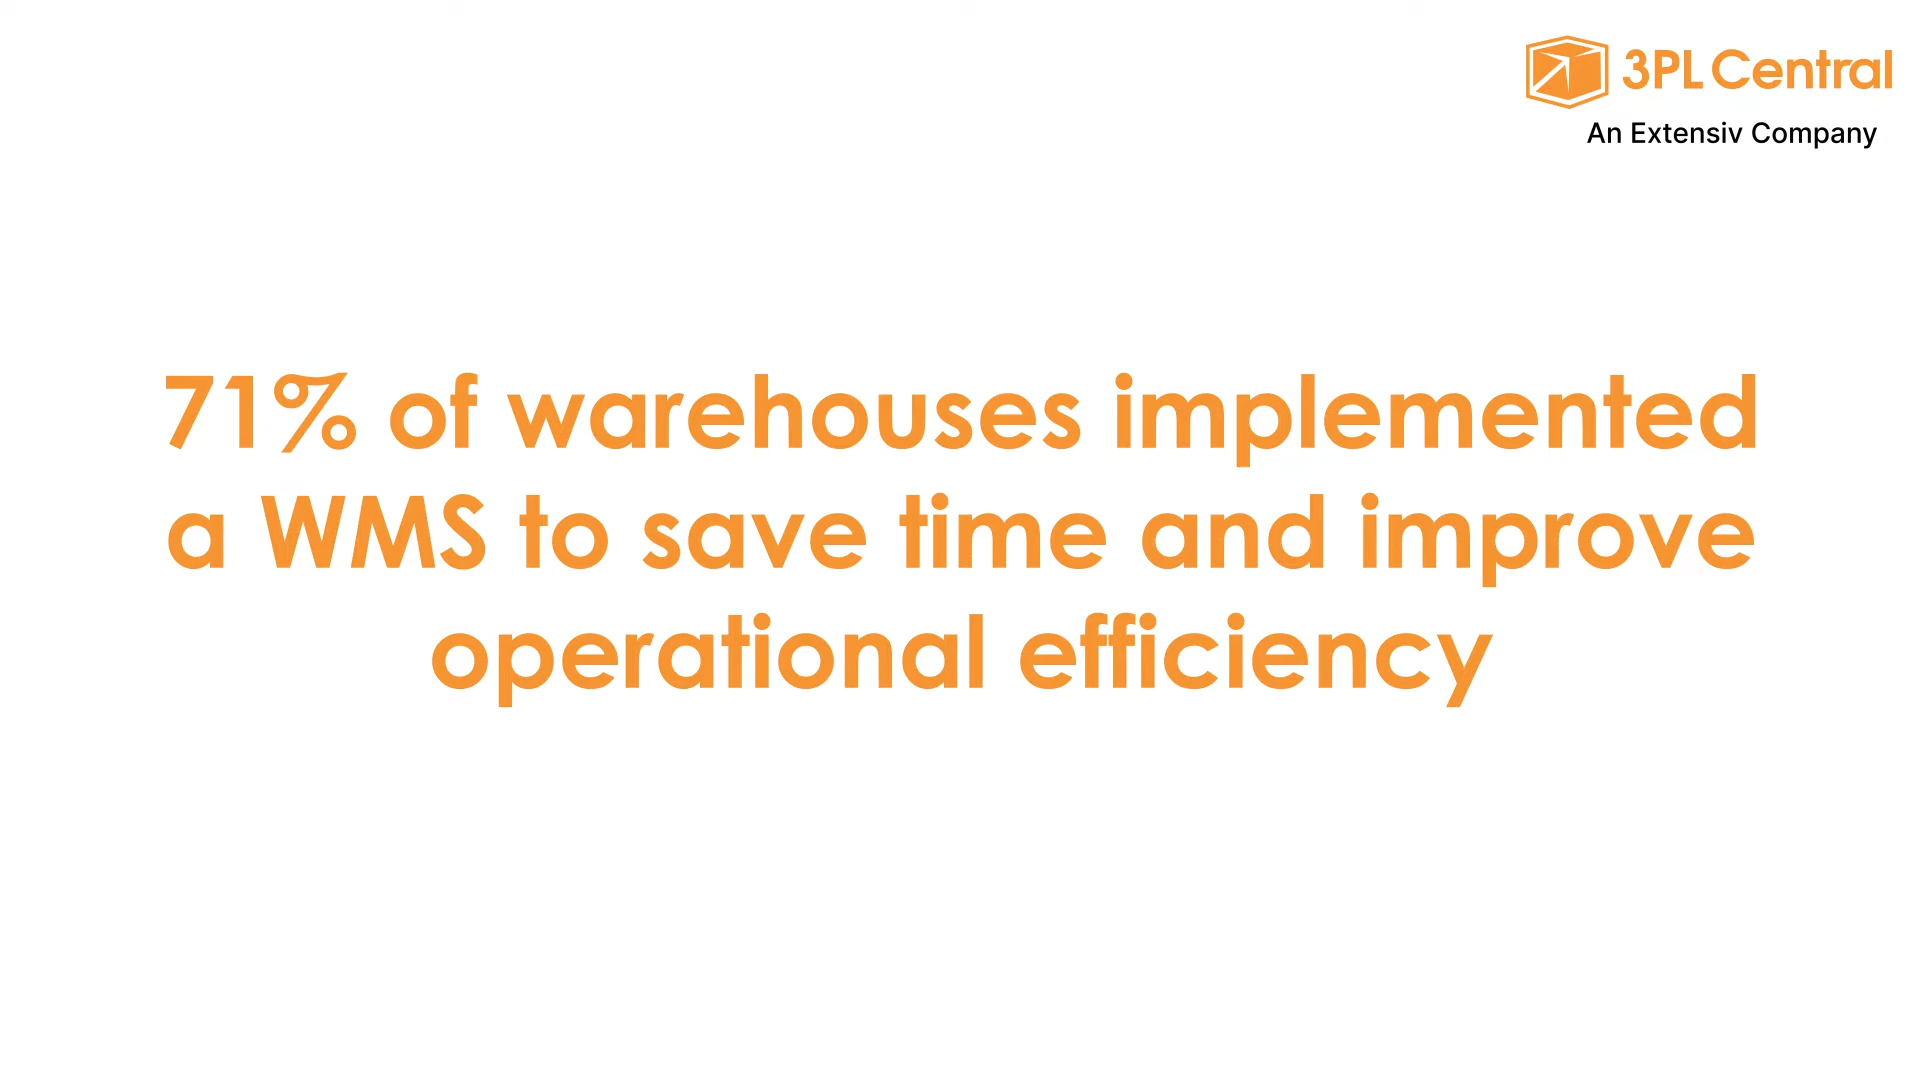 3PL Central
An Extensiv Company
71% of warehouses implemented
a WMS to save time and improve
operational efficiency